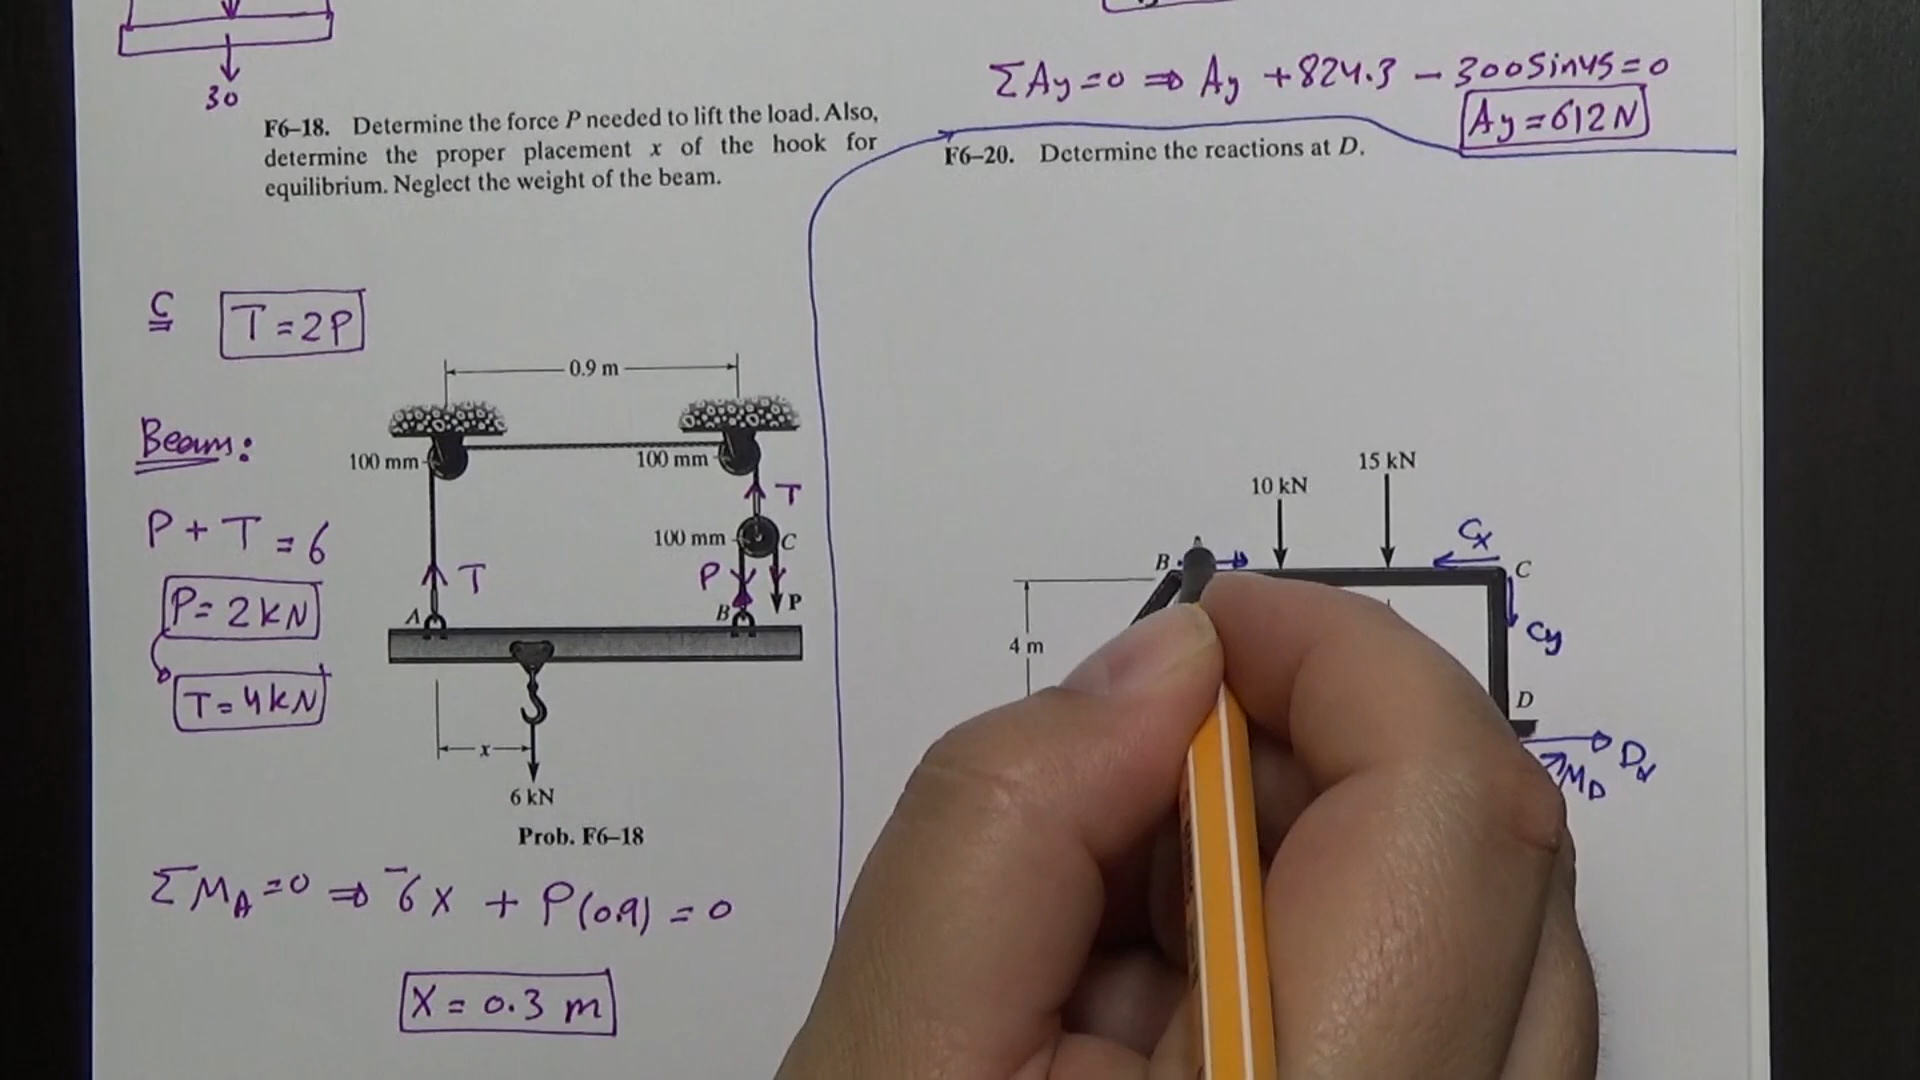 30
F6–18. Determine the force P needed to lift the load. Also,
determine the proper placement x of the hook for
equilibrium. Neglect the weight of the beam.
C
T = 2P
0.9 m
100 mm
100 mm
T
100 mm
C
Beam:
P + T = 6
P = 2 kN
T = 4 kN
T
P
A
B
P
x
6 kN
Prob. F6–18
ΣM_A = 0 ⇒ -6x + P(0.9) = 0
X = 0.3 m
ΣAy = 0 ⇒ Ay + 824.3 – 300Sin45 = 0
Ay = 612 N
F6–20. Determine the reactions at D.
15 kN
10 kN
Cx
B
C
Cy
4 m
D
M_D